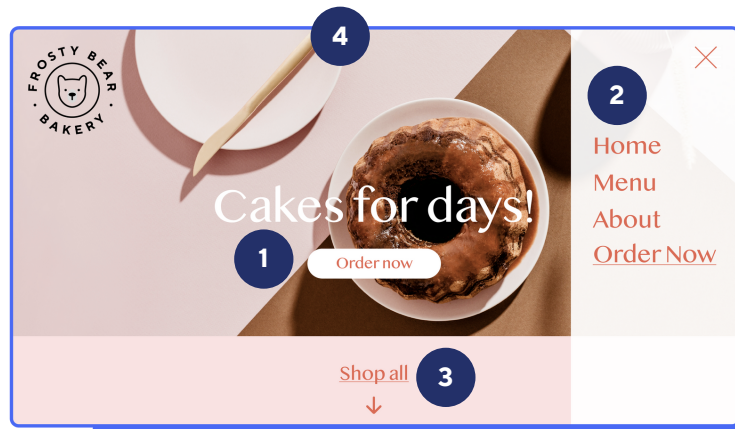 FROSTY BEAR
BAKERY
4
2
Home
Menu
About
Order Now
Cakes for days!
1
Order now
Shop all
3